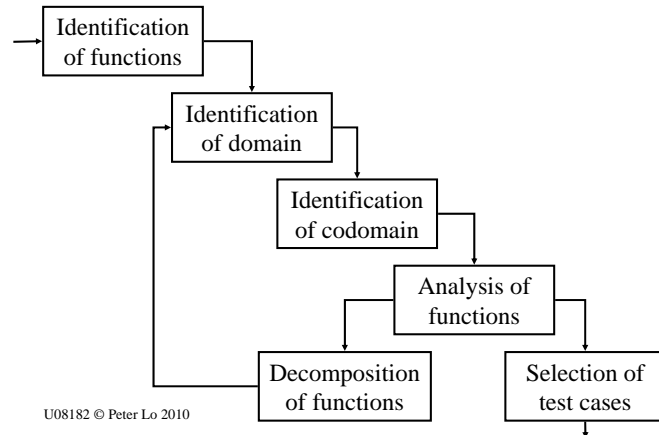 Identification
of functions
Identification
of domain
Identification
of codomain
Analysis of
functions
Decomposition
of functions
Selection of
test cases
U08182 © Peter Lo 2010